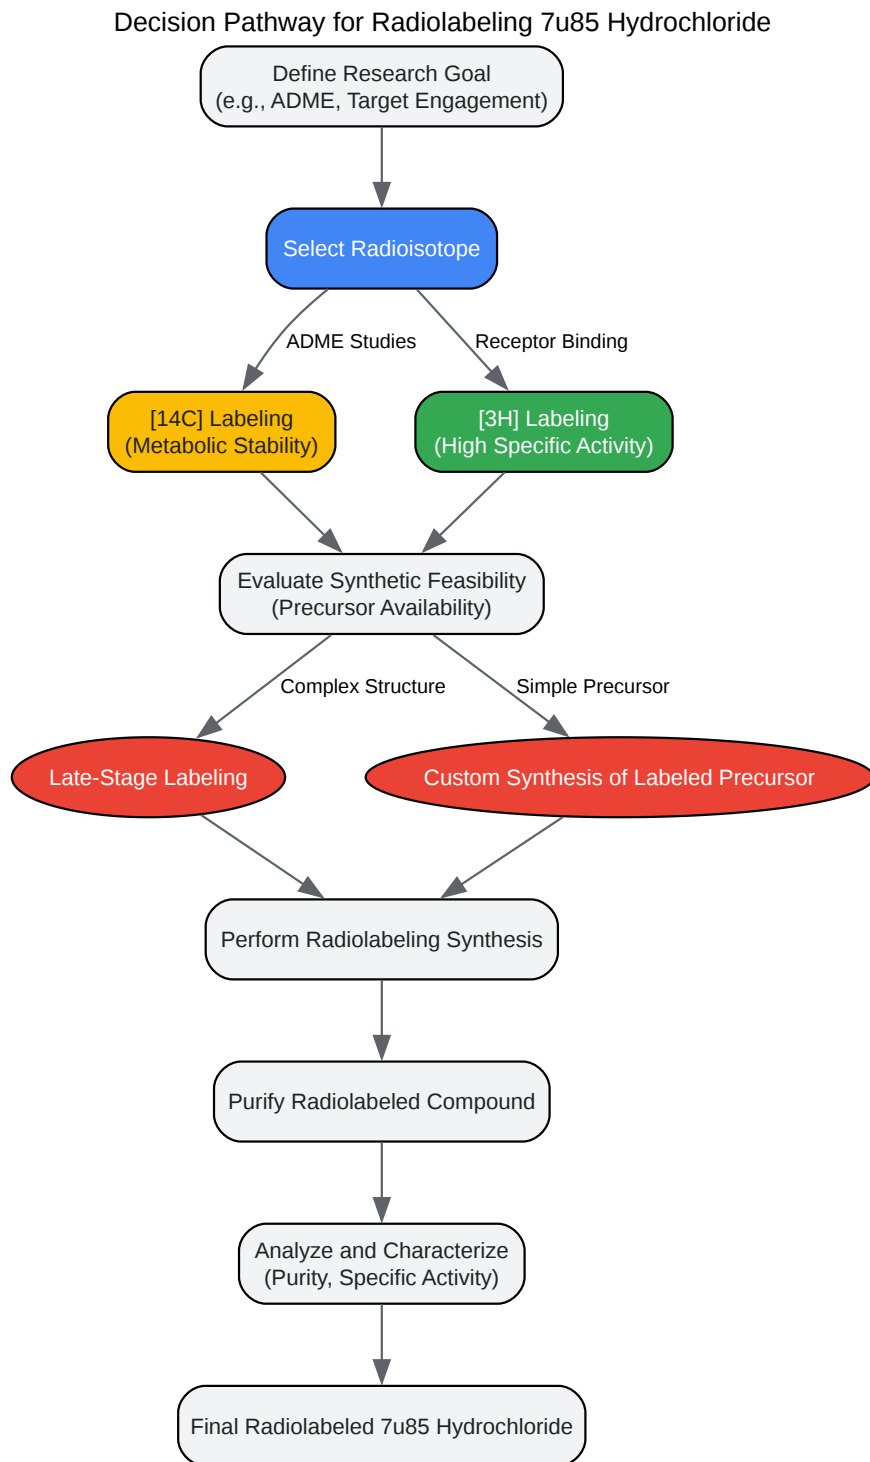 Decision Pathway for Radiolabeling 7u85 Hydrochloride
Define Research Goal
(e.g., ADME, Target Engagement)
Select Radioisotope
ADME Studies
Receptor Binding
[14C] Labeling
(Metabolic Stability)
[3H] Labeling
(High Specific Activity)
Evaluate Synthetic Feasibility
(Precursor Availability)
Complex Structure
Simple Precursor
Late-Stage Labeling
Custom Synthesis of Labeled Precursor
Perform Radiolabeling Synthesis
Purify Radiolabeled Compound
Analyze and Characterize
(Purity, Specific Activity)
Final Radiolabeled 7u85 Hydrochloride